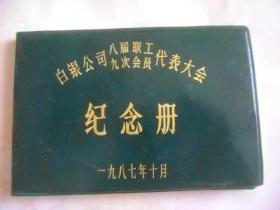 白银公司八届职工九次会员代表大会
纪念册
一九八七年十月